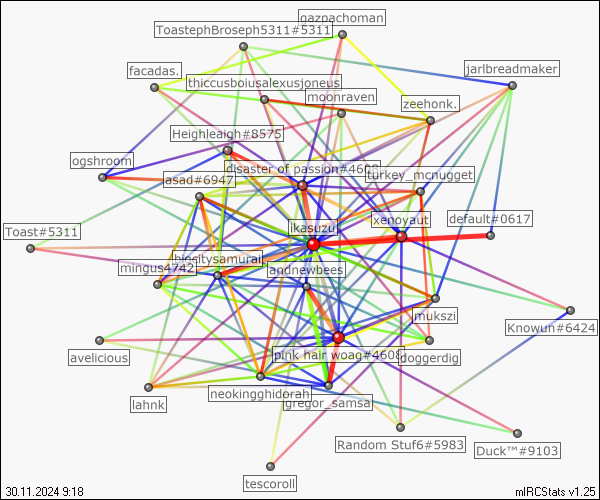 gazpachoman
ToastephBroseph5311#5311
facadas.
jarlbreadmaker
thiccusboiusalexusjoneus
moonraven
zeehonk.
Heighleaigh#8575
ogshroom
disaster of passion#4608
turkey_mcnugget
asad#6947
default#0617
xenoyaut
Toast#5311
ikasuzui
bigcitysamurai
mingus4742
andnewbees
mukszi
Knowun#6424
avelicious
pink hair woag#4608
doggerdig
neokingghidorah
lahnk
gregor_samsa
Random Stuf6#5983
Duck™#9103
tescoroll
30.11.2024 9:18
mIRCStats v1.25